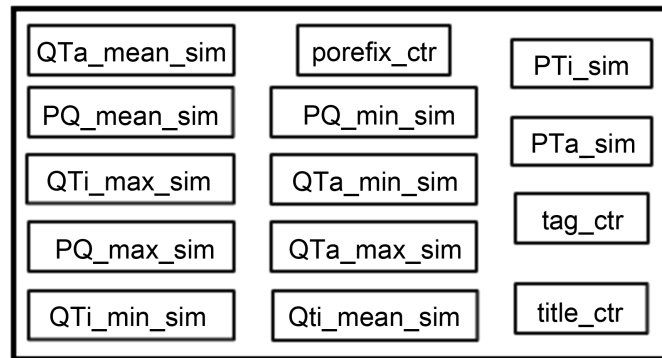 QTa_mean_sim
PQ_mean_sim
QTi_max_sim
PQ_max_sim
QTi_min_sim
porefix_ctr
PQ_min_sim
QTa_min_sim
QTa_max_sim
Qti_mean_sim
PTi_sim
PTa_sim
tag_ctr
title_ctr